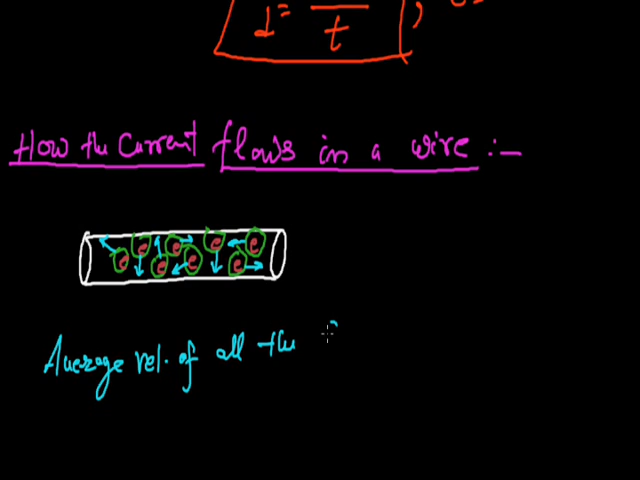 I = 
t ;
How the Current flows in a wire :-
e e e e e e e e
Average vel. of all the